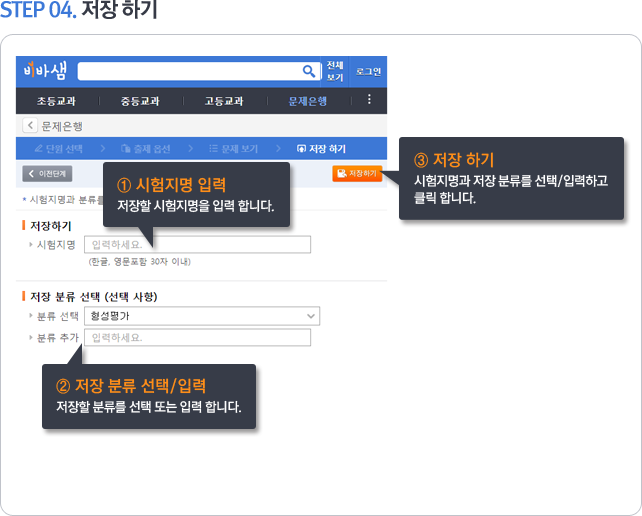 STEP 04. 저장 하기
비바샘
전체 보기
로그인
초등교과 중등교과 고등교과 문제은행
문제은행
단원 선택 > 출제 옵션 > 문제 보기 > 저장 하기
이전단계
저장하기
③ 저장 하기
시험지명과 저장 분류를 선택/입력하고
클릭 합니다.
① 시험지명 입력
저장할 시험지명을 입력 합니다.
* 시험지명과 분류를
저장하기
시험지명 입력하세요.
(한글, 영문포함 30자 이내)
저장 분류 선택 (선택 사항)
분류 선택 형성평가
분류 추가 입력하세요.
② 저장 분류 선택/입력
저장할 분류를 선택 또는 입력 합니다.